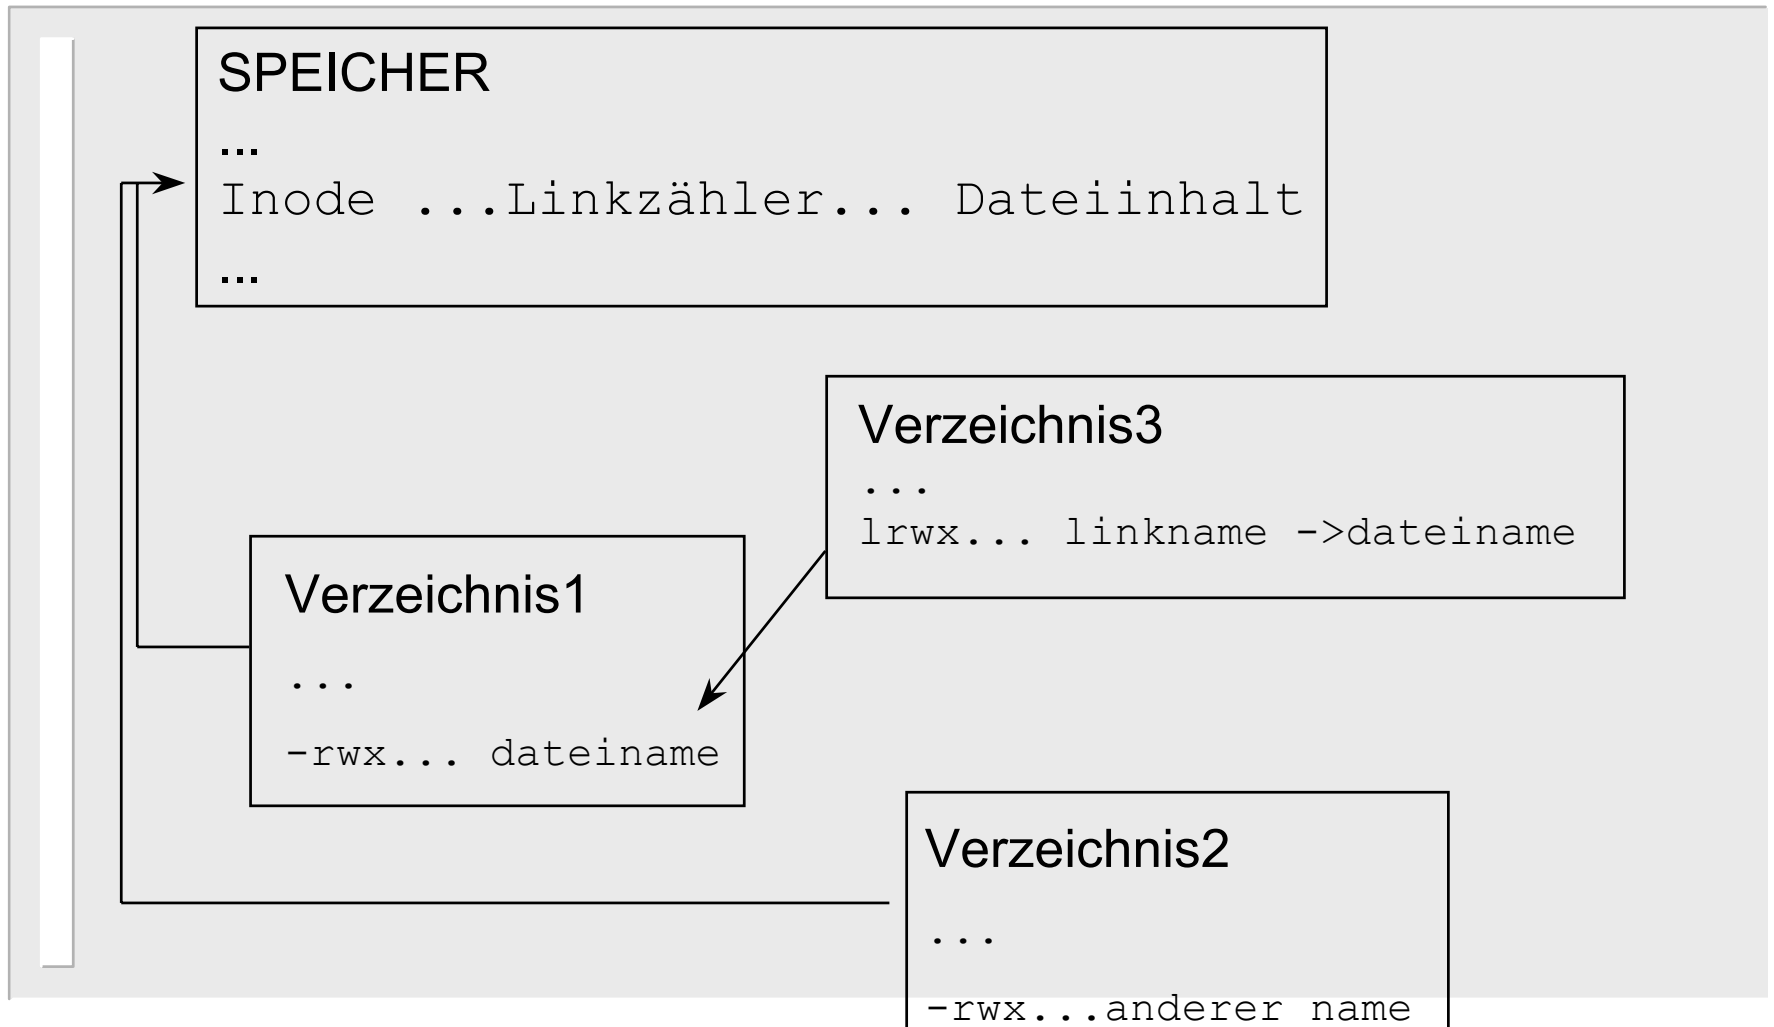 SPEICHER
...
Inode ...Linkzähler... Dateiinhalt
...
Verzeichnis3
...
lrwx... linkname ->dateiname
Verzeichnis1
...
-rwx... dateiname
Verzeichnis2
...
-rwx...anderer name